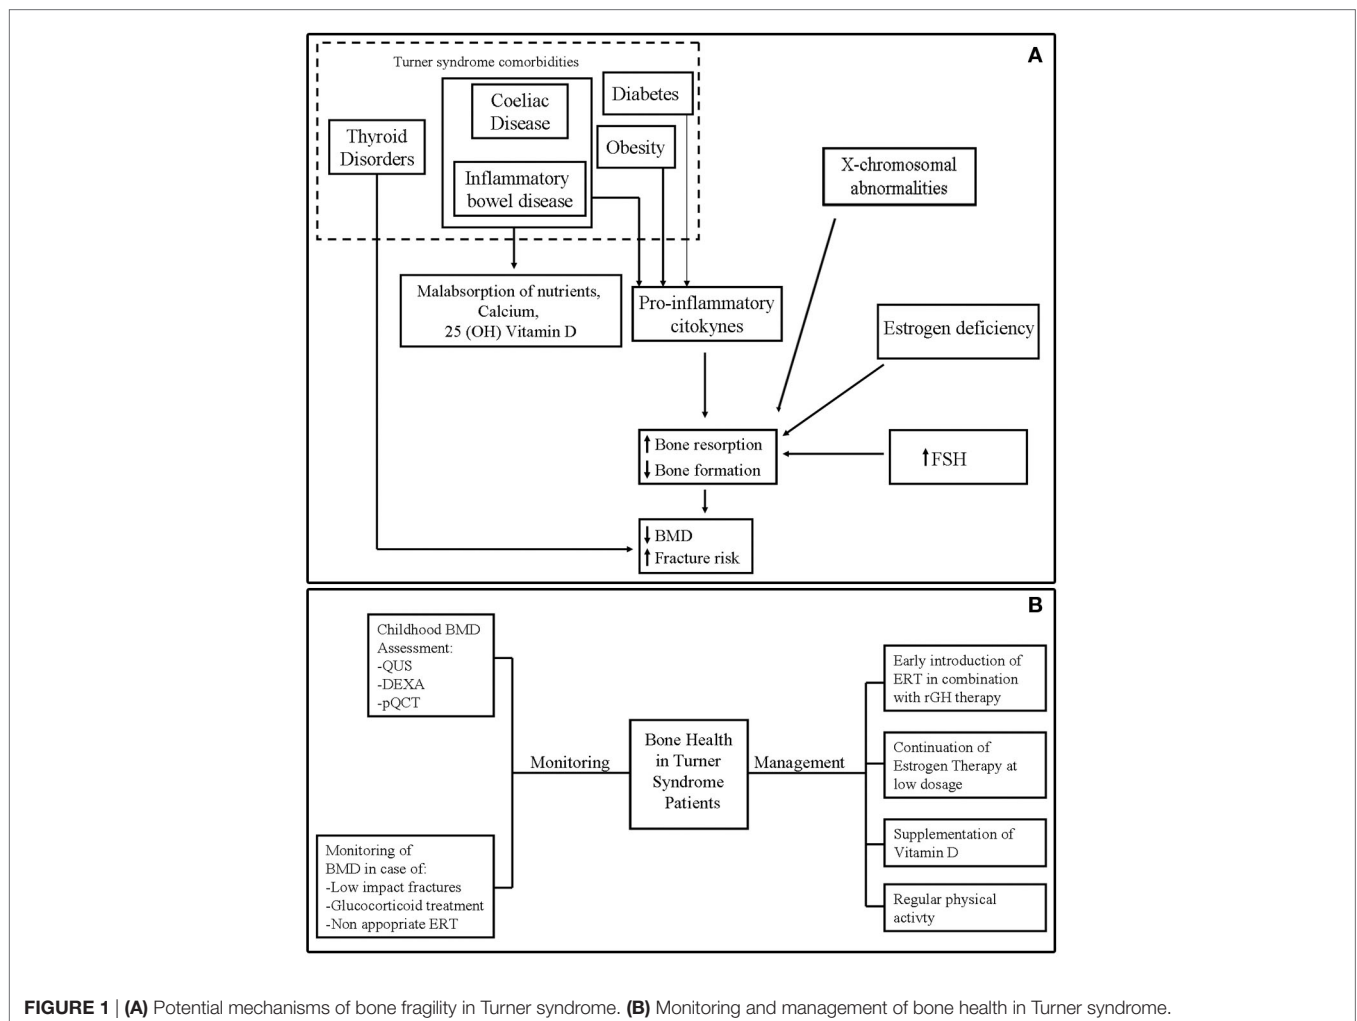 A
Turner syndrome comorbidities
Thyroid
Disorders
Coeliac
Disease
Inflammatory
bowel disease
Diabetes
Obesity
X-chromosomal
abnormalities
Malabsorption of nutrients,
Calcium,
25 (OH) Vitamin D
Pro-inflammatory
citokynes
Estrogen deficiency
↑ Bone resorption
↓ Bone formation
↑FSH
↓ BMD
↑ Fracture risk
B
Childhood BMD
Assessment:
-QUS
-DEXA
-pQCT
Monitoring of
BMD in case of:
-Low impact fractures
-Glucocorticoid treatment
-Non appopriate ERT
Monitoring
Bone Health
in Turner
Syndrome
Patients
Management
Early introduction of
ERT in combination
with rGH therapy
Continuation of
Estrogen Therapy at
low dosage
Supplementation of
Vitamin D
Regular physical
activty
FIGURE 1 | (A) Potential mechanisms of bone fragility in Turner syndrome. (B) Monitoring and management of bone health in Turner syndrome.